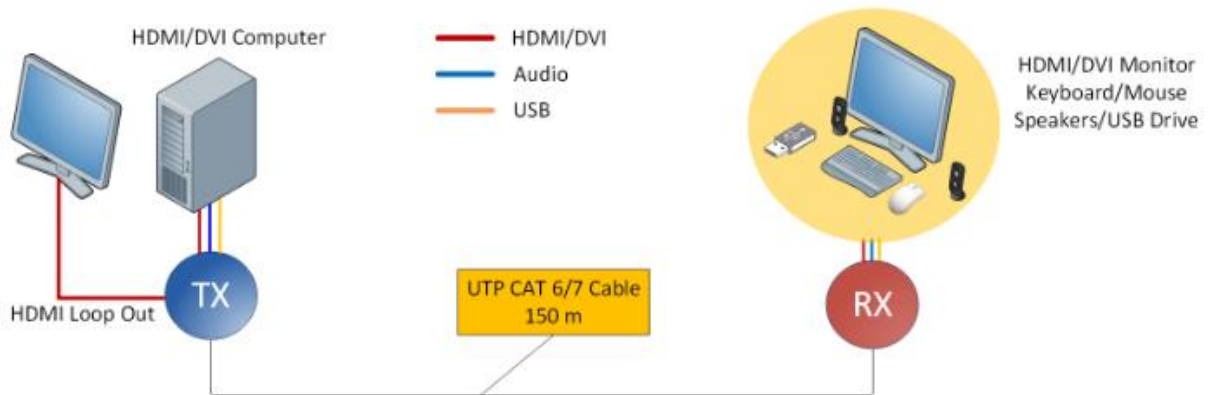 HDMI/DVI Computer
HDMI/DVI
Audio
USB
HDMI/DVI Monitor
Keyboard/Mouse
Speakers/USB Drive
TX
HDMI Loop Out
UTP CAT 6/7 Cable
150 m
RX